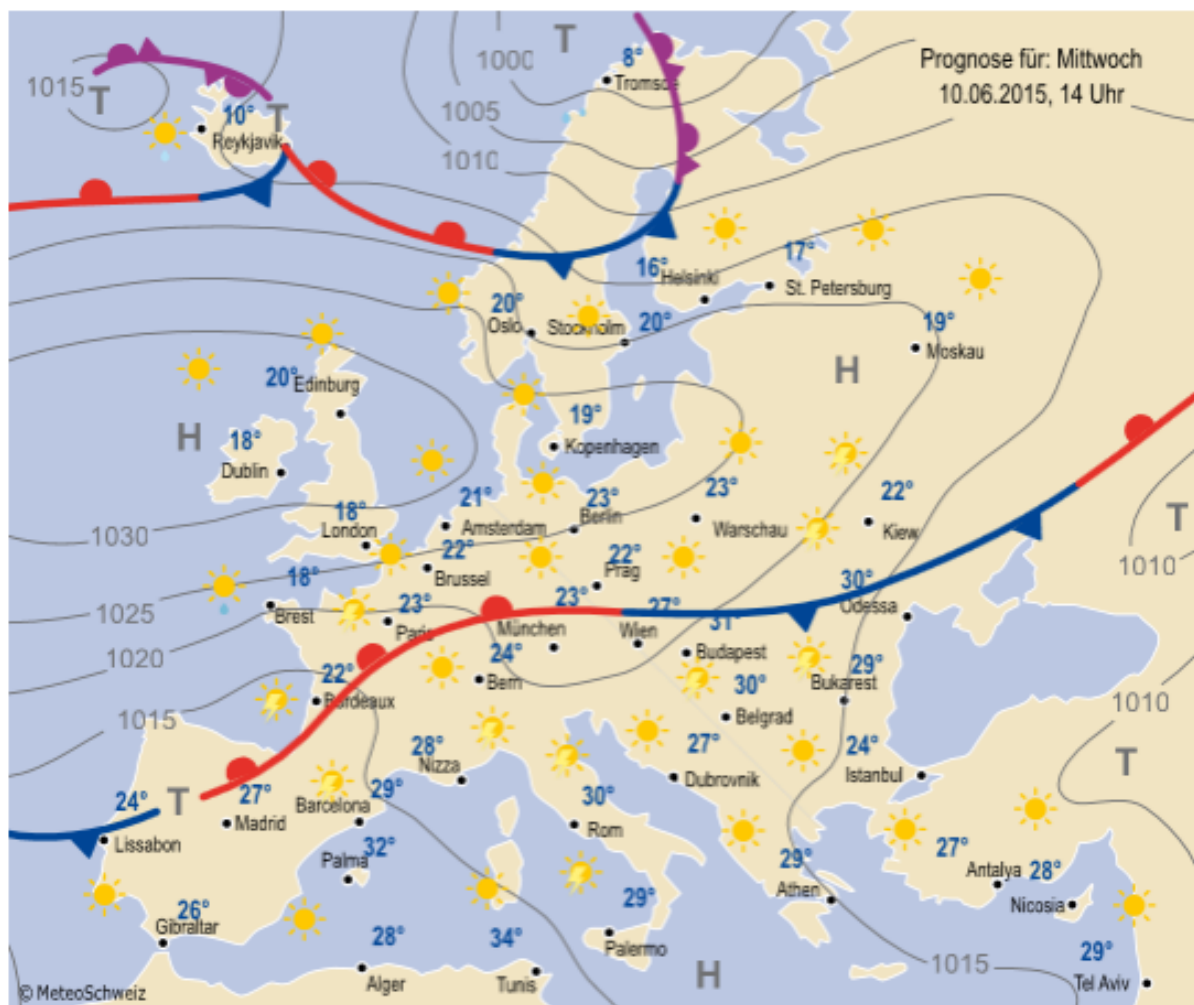 T
1000
8°
Tromsoe
Prognose für: Mittwoch
10.06.2015, 14 Uhr
1015
T
10°
Reykjavik
T
1005
1010
16°
Helsinki
17°
St. Petersburg
20°
Oslo
Stockholm
20°
19°
Moskau
20°
Edinburg
H
H
18°
Dublin
19°
Kopenhagen
21°
Amsterdam
23°
Berlin
23°
Warschau
22°
Kiew
T
18°
London
1030
22°
Brussel
22°
Prag
1010
18°
Brest
1025
23°
Paris
23°
München
27°
Wien
31°
Budapest
30°
Odessa
1020
24°
Bern
22°
Bordeaux
30°
Belgrad
29°
Bukarest
1010
1015
28°
Nizza
27°
Dubrovnik
24°
Istanbul
T
24°
Lissabon
T
27°
Madrid
29°
Barcelona
30°
Rom
32°
Palma
29°
Athen
27°
Antalya
28°
Nicosia
26°
Gibraltar
29°
Palermo
28°
Alger
34°
Tunis
H
1015
29°
Tel Aviv
© MeteoSchweiz